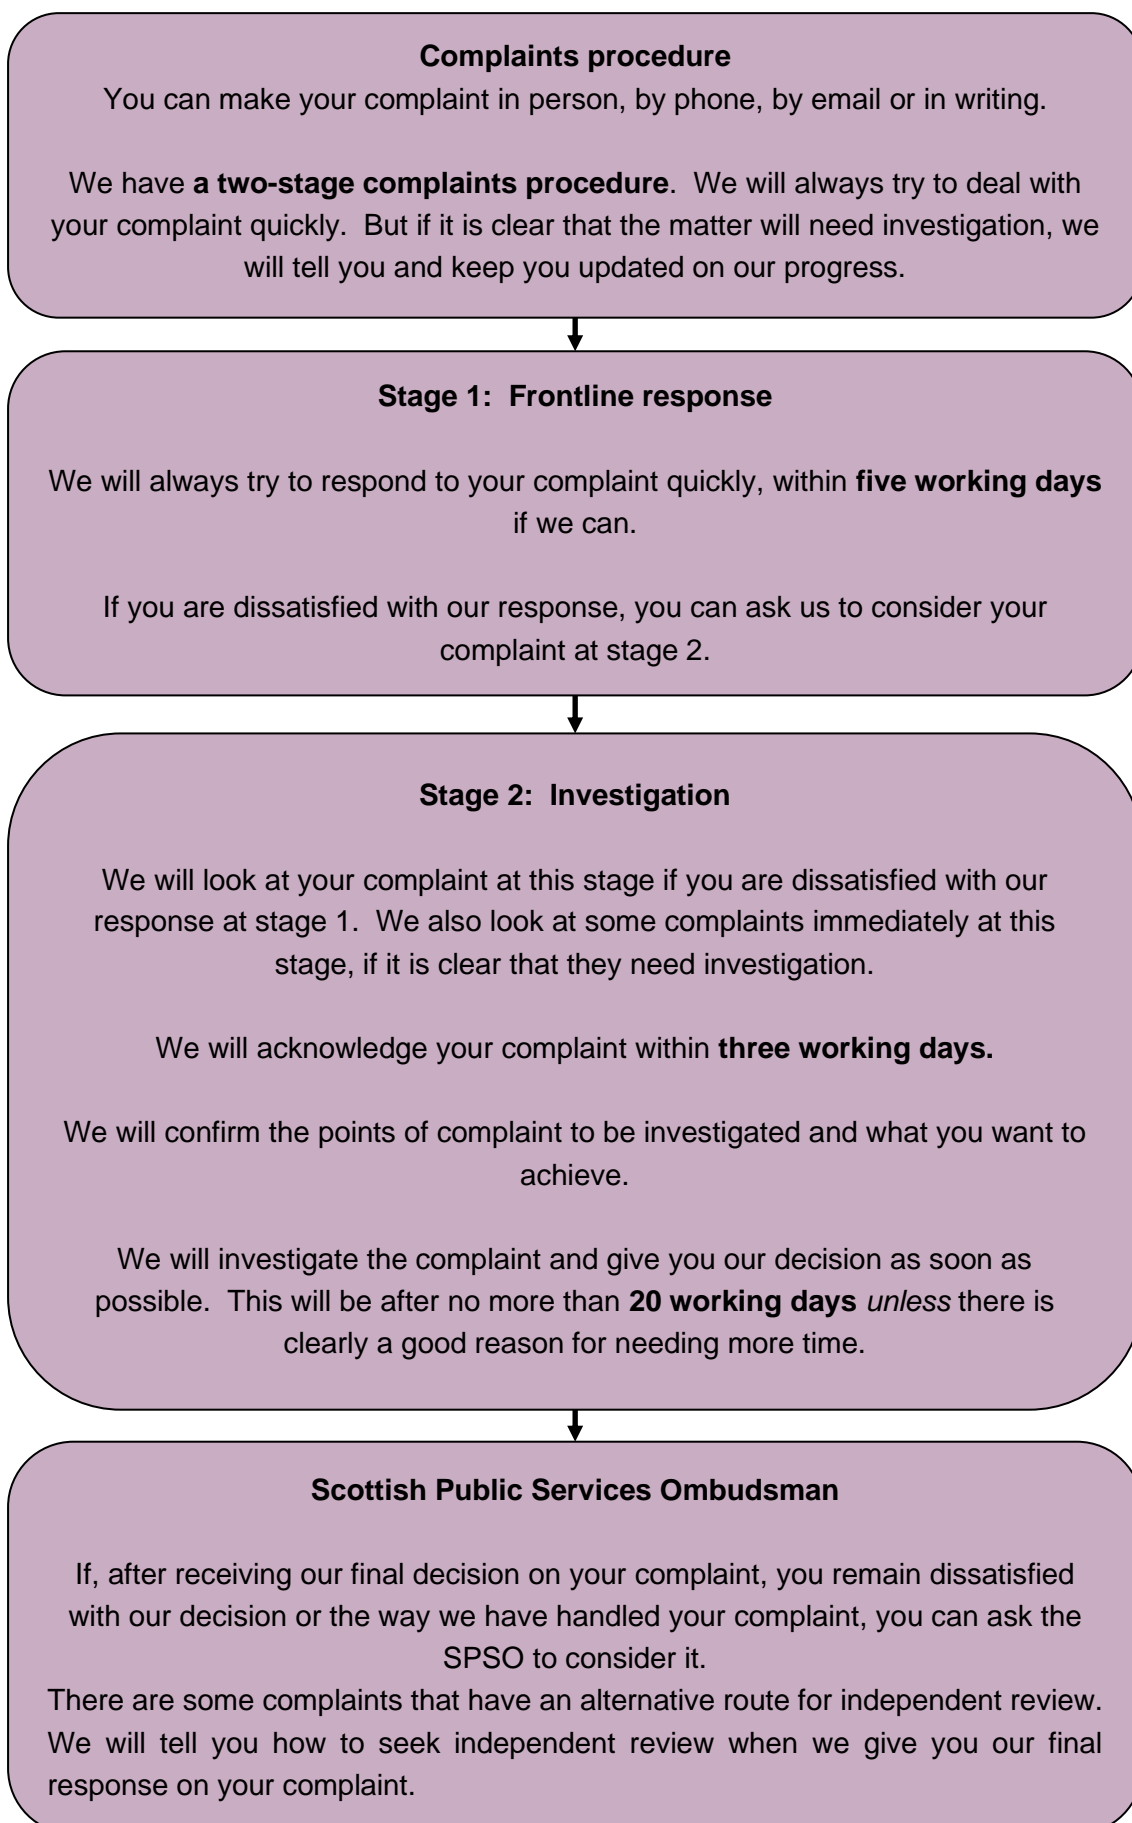 Complaints procedure
You can make your complaint in person, by phone, by email or in writing.
We have a two-stage complaints procedure.  We will always try to deal with
your complaint quickly.  But if it is clear that the matter will need investigation, we
will tell you and keep you updated on our progress.
Stage 1:  Frontline response
We will always try to respond to your complaint quickly, within five working days
if we can.
If you are dissatisfied with our response, you can ask us to consider your
complaint at stage 2.
Stage 2:  Investigation
We will look at your complaint at this stage if you are dissatisfied with our
response at stage 1.  We also look at some complaints immediately at this
stage, if it is clear that they need investigation.
We will acknowledge your complaint within three working days.
We will confirm the points of complaint to be investigated and what you want to
achieve.
We will investigate the complaint and give you our decision as soon as
possible.  This will be after no more than 20 working days unless there is
clearly a good reason for needing more time.
Scottish Public Services Ombudsman
If, after receiving our final decision on your complaint, you remain dissatisfied
with our decision or the way we have handled your complaint, you can ask the
SPSO to consider it.
There are some complaints that have an alternative route for independent review.
We will tell you how to seek independent review when we give you our final
response on your complaint.